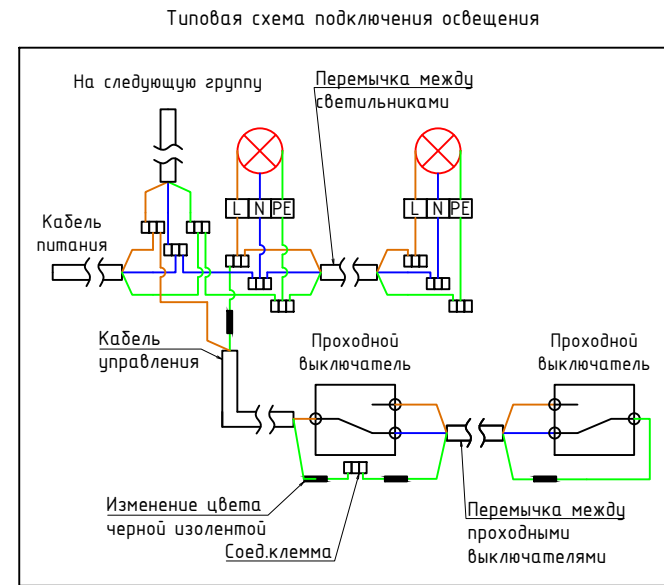 Типовая схема подключения освещения
На следующую группу
Перемычка между
светильниками
L N PE
L N PE
Кабель
питания
Кабель
управления
Проходной
выключатель
Проходной
выключатель
Изменение цвета
черной изолентой
Соед.клемма
Перемычка между
проходными
выключателями